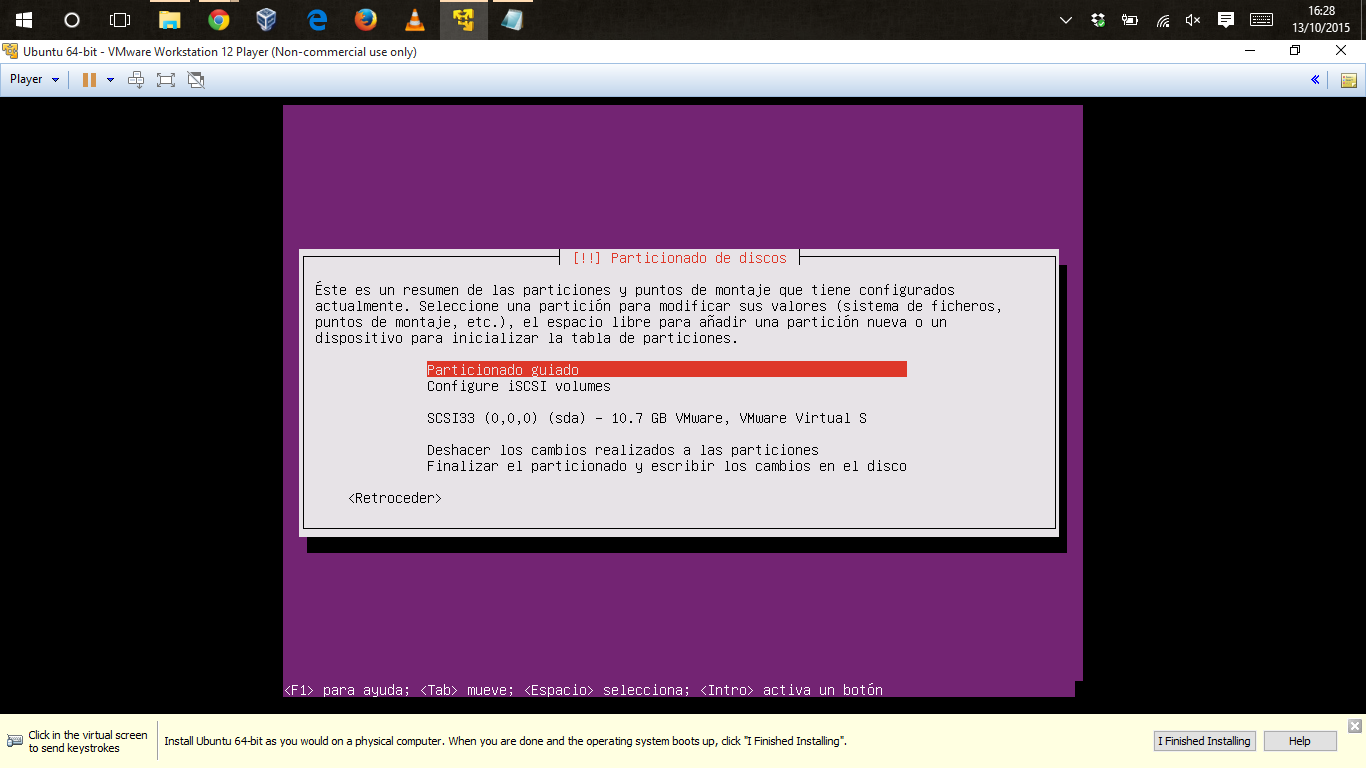 16:28
13/10/2015
Ubuntu 64-bit - VMware Workstation 12 Player (Non-commercial use only)
Player
[!!] Particionado de discos
Éste es un resumen de las particiones y puntos de montaje que tiene configurados
actualmente. Seleccione una partición para modificar sus valores (sistema de ficheros,
puntos de montaje, etc.), el espacio libre para añadir una partición nueva o un
dispositivo para inicializar la tabla de particiones.
Particionado guiado
Configure iSCSI volumes
SCSI33 (0,0,0) (sda) - 10.7 GB VMware, VMware Virtual S
Deshacer los cambios realizados a las particiones
Finalizar el particionado y escribir los cambios en el disco
<Retroceder>
<F1> para ayuda; <Tab> mueve; <Espacio> selecciona; <Intro> activa un botón
Click in the virtual screen
to send keystrokes
Install Ubuntu 64-bit as you would on a physical computer. When you are done and the operating system boots up, click "I Finished Installing".
I Finished Installing
Help